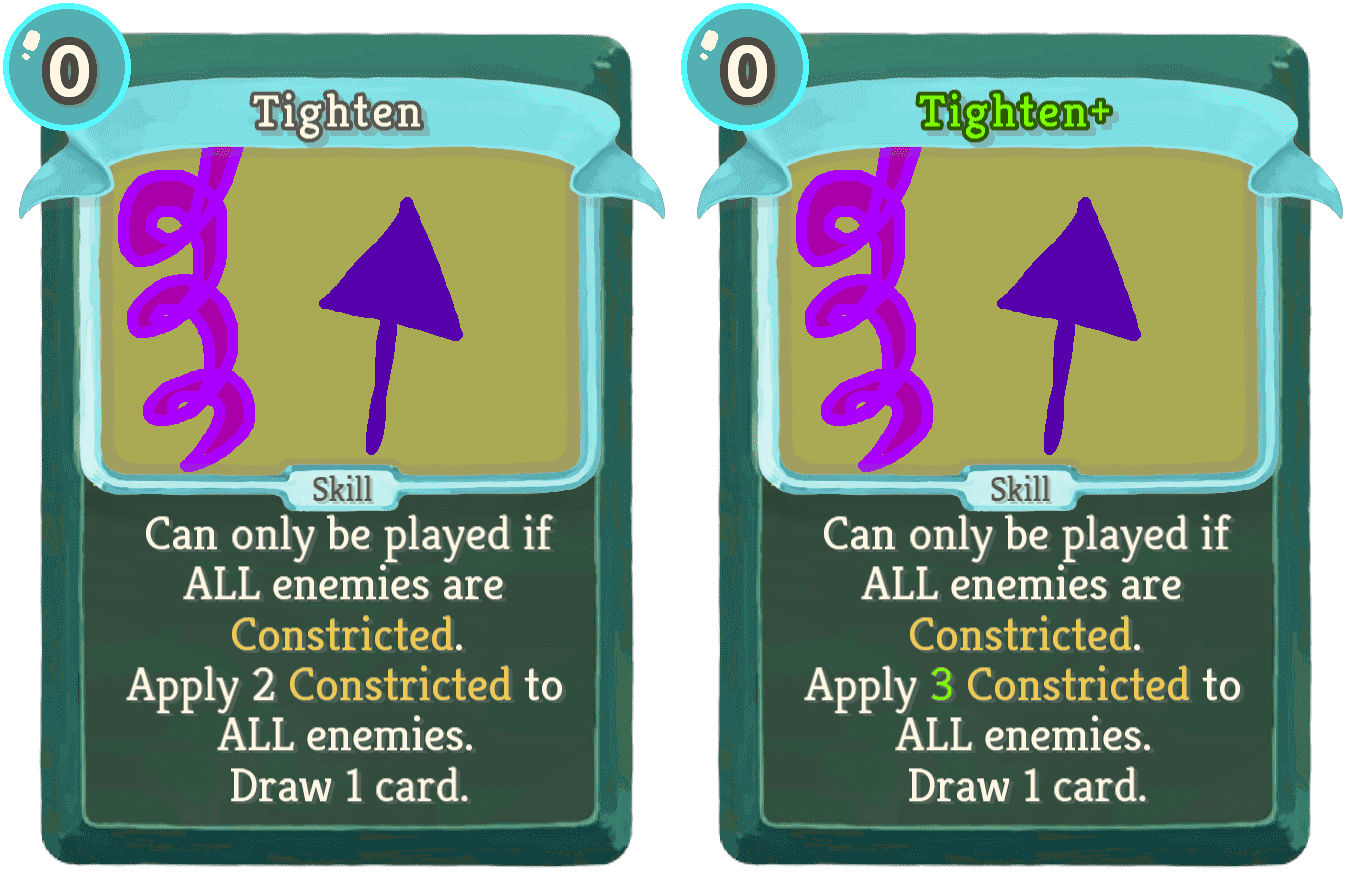 0
Tighten
Skill
Can only be played if
ALL enemies are
Constricted.
Apply 2 Constricted to
ALL enemies.
Draw 1 card.
0
Tighten+
Skill
Can only be played if
ALL enemies are
Constricted.
Apply 3 Constricted to
ALL enemies.
Draw 1 card.